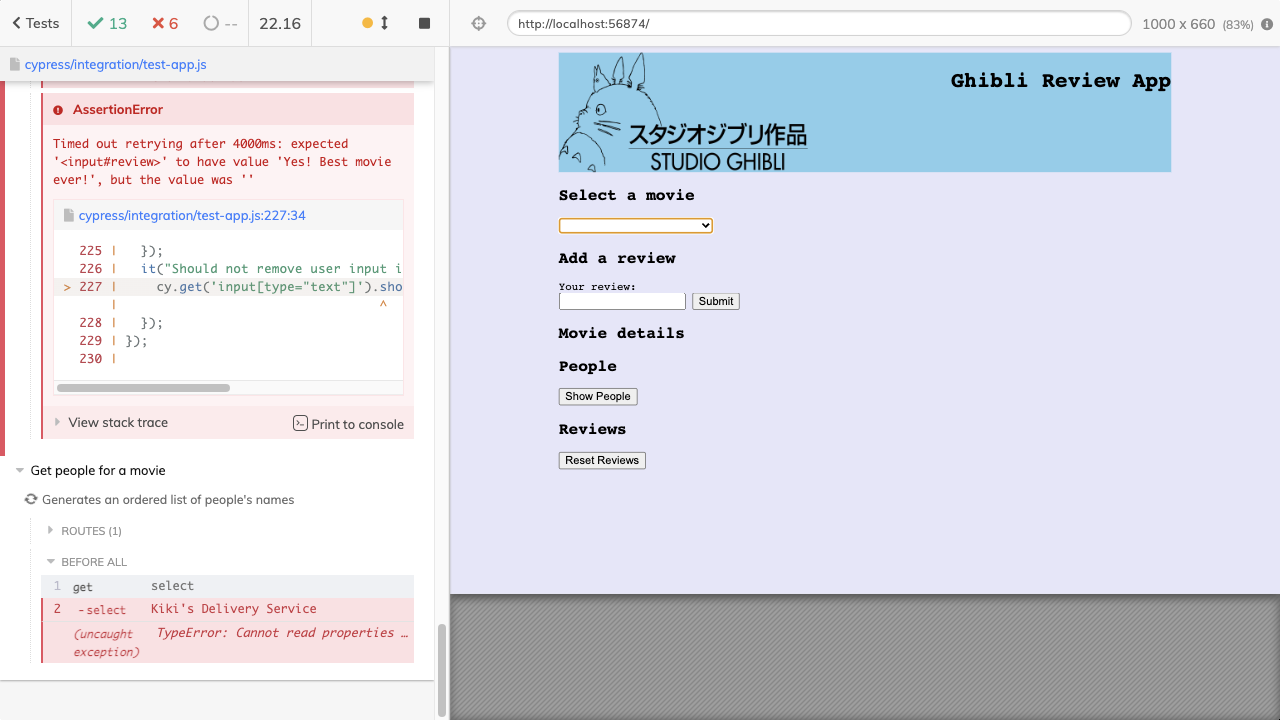 Tests
13
6
--
22.16
http://localhost:56874/
1000 x 660 (83%)
cypress/integration/test-app.js
AssertionError
Timed out retrying after 4000ms: expected
'<input#review>' to have value 'Yes! Best movie
ever!', but the value was ''
cypress/integration/test-app.js:227:34
225 |   });
226 |   it("Should not remove user input i
> 227 |     cy.get('input[type="text"]').sho
|                                  ^
228 |   });
229 | });
230 |
View stack trace
Print to console
Get people for a movie
Generates an ordered list of people's names
ROUTES (1)
BEFORE ALL
1 get select
2 -select Kiki's Delivery Service
(uncaught TypeError: Cannot read properties …
exception)
Ghibli Review App
スタジオジブリ作品
STUDIO GHIBLI
Select a movie
Add a review
Your review:
Submit
Movie details
People
Show People
Reviews
Reset Reviews